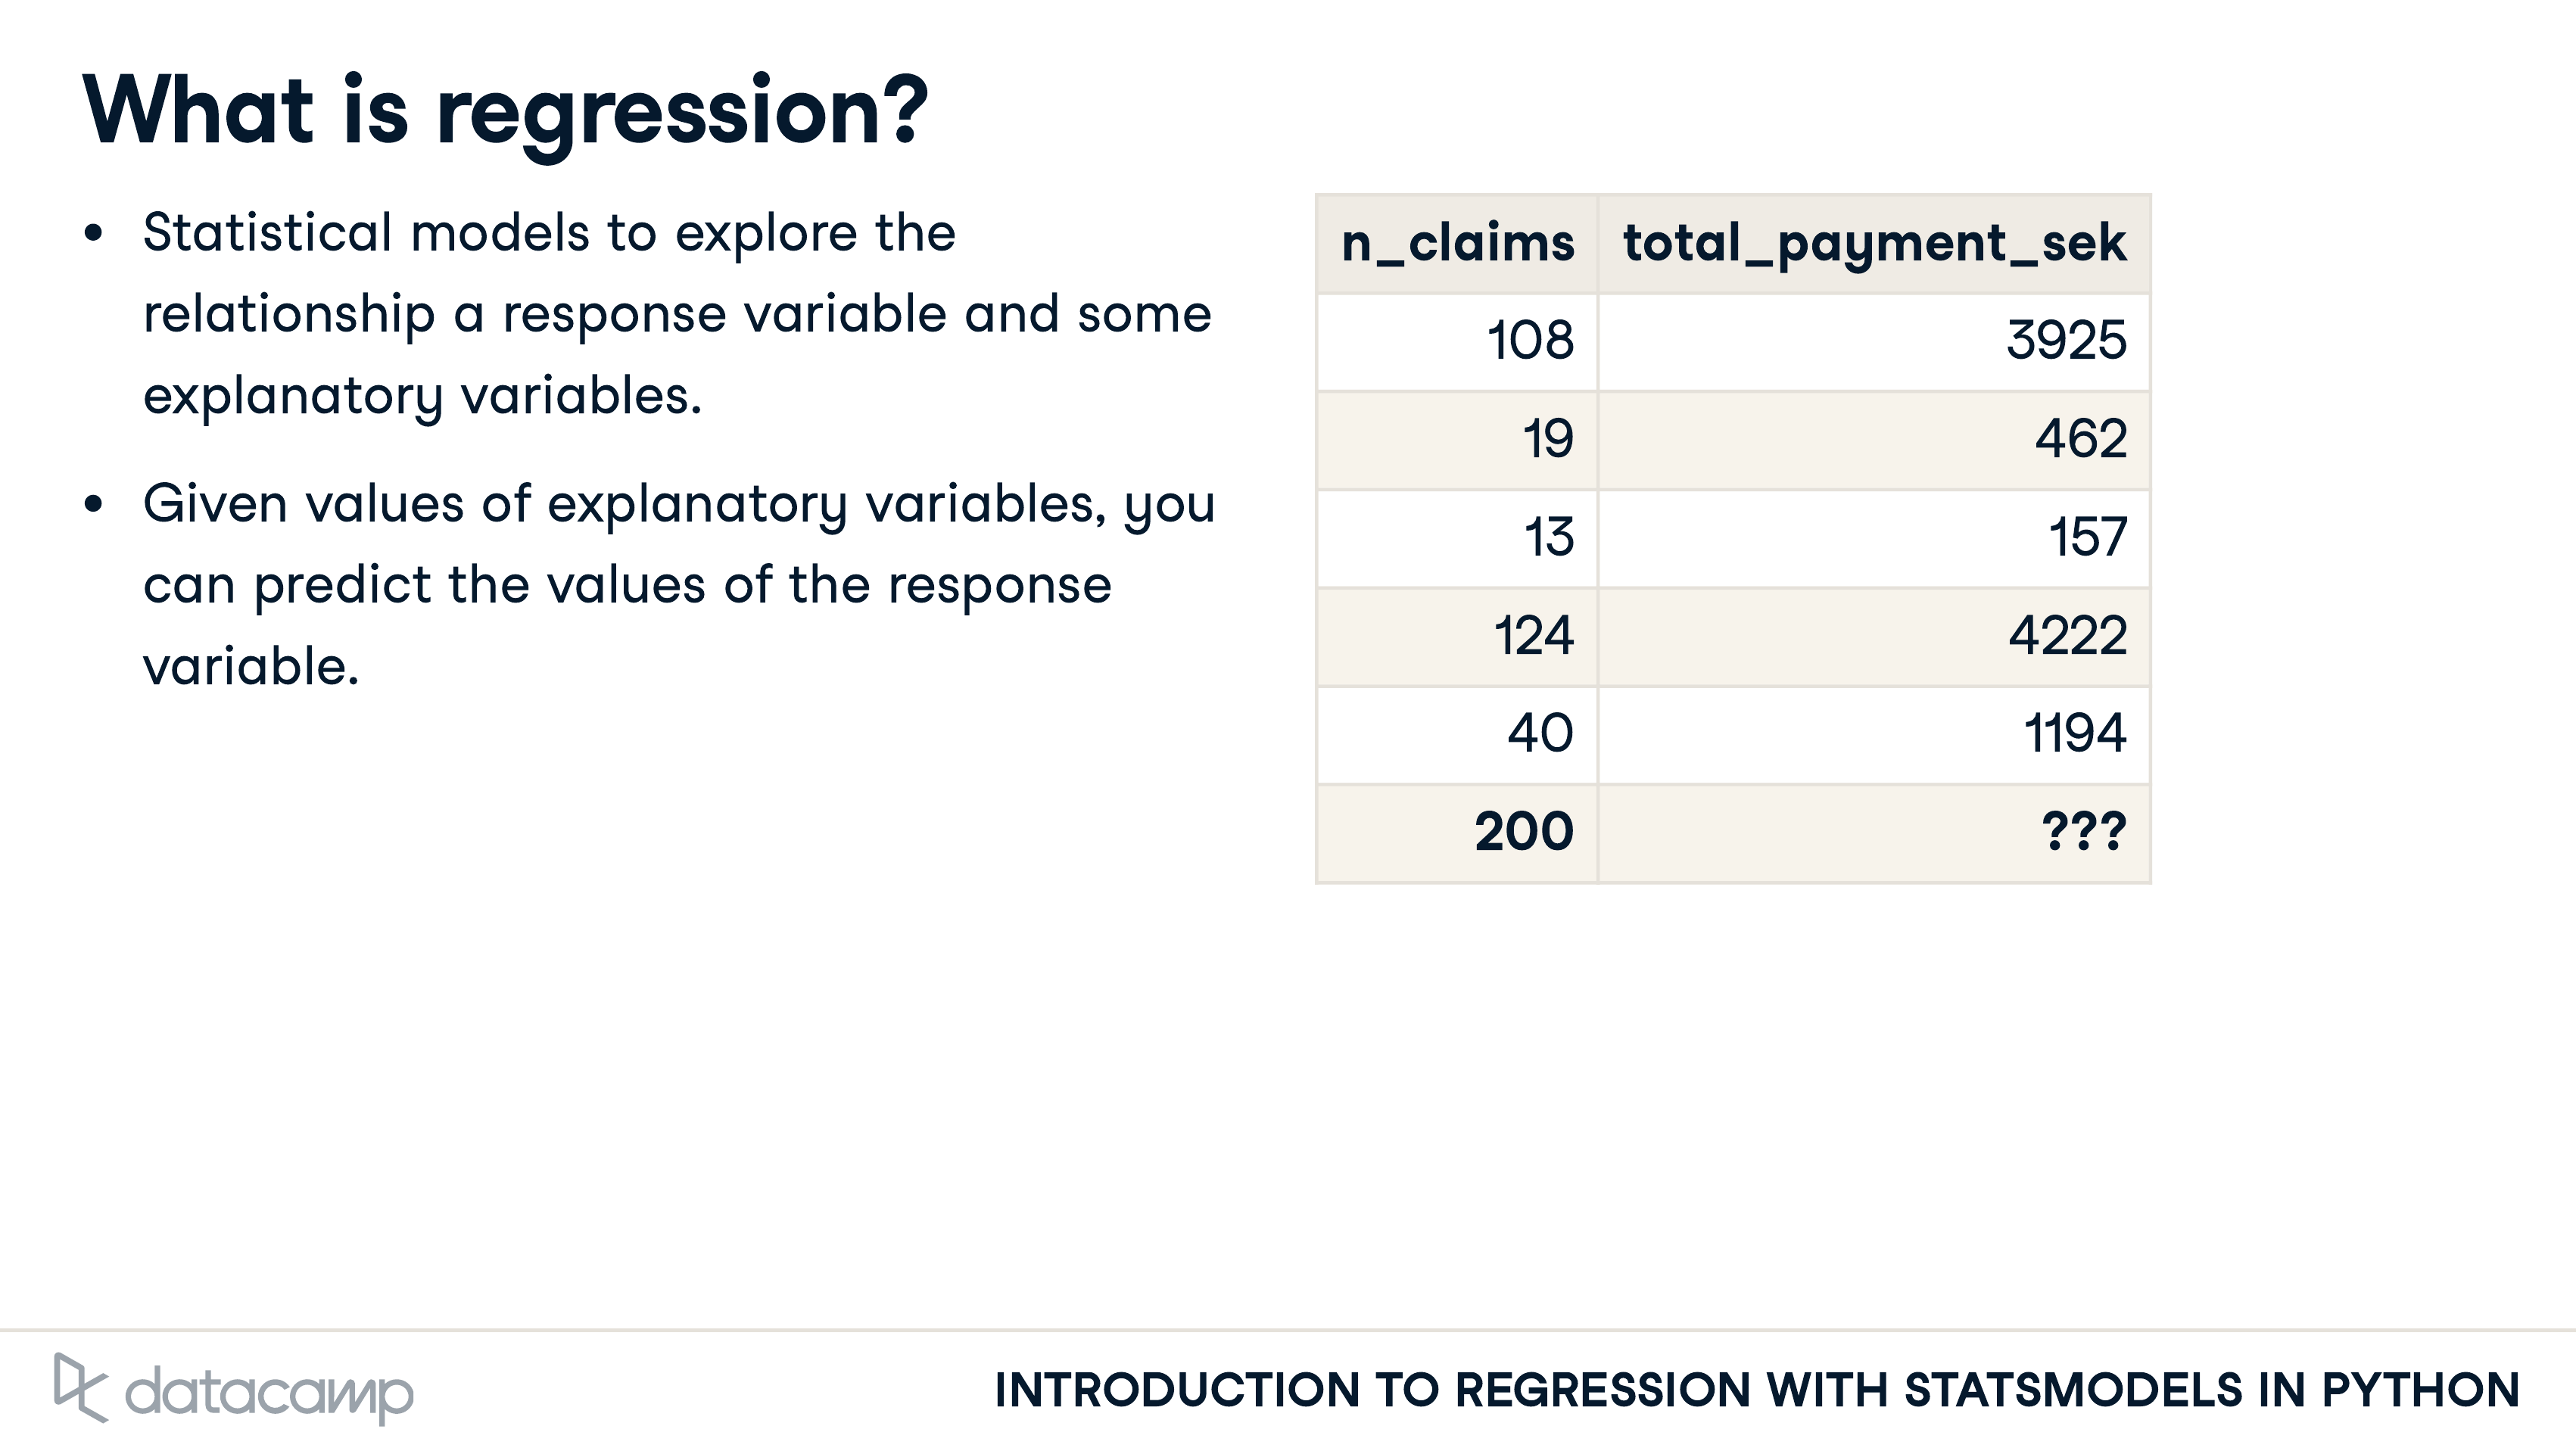 What is regression?
• Statistical models to explore the
relationship a response variable and some
explanatory variables.
• Given values of explanatory variables, you
can predict the values of the response
variable.
n_claims total_payment_sek
108 3925
19 462
13 157
124 4222
40 1194
200 ???
datacamp
INTRODUCTION TO REGRESSION WITH STATSMODELS IN PYTHON